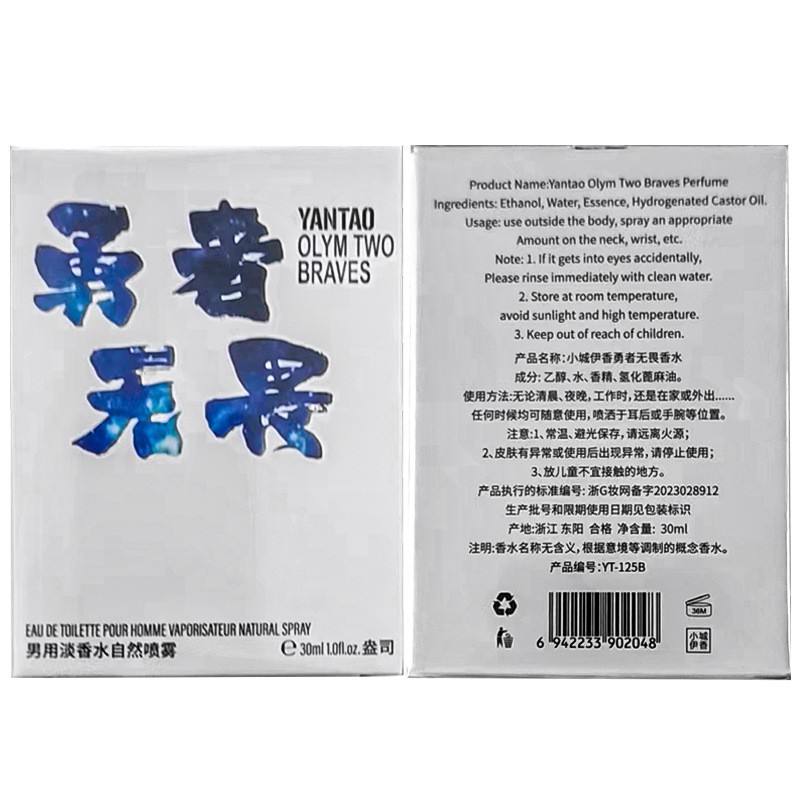 勇者
无畏
YANTAO
OLYM TWO
BRAVES
EAU DE TOILETTE POUR HOMME VAPORISATEUR NATURAL SPRAY
男用淡香水自然喷雾
℮30ml 1.0fl.oz. 盎司
Product Name:Yantao Olym Two Braves Perfume
Ingredients: Ethanol, Water, Essence, Hydrogenated Castor Oil.
Usage: use outside the body, spray an appropriate
Amount on the neck, wrist, etc.
Note: 1. If it gets into eyes accidentally,
Please rinse immediately with clean water.
2. Store at room temperature,
avoid sunlight and high temperature.
3. Keep out of reach of children.
产品名称：小城伊香勇者无畏香水
成分：乙醇、水、香精、氢化蓖麻油。
使用方法：无论清晨、夜晚，工作时，还是在家或外出......
任何时候均可随意使用，喷洒于耳后或手腕等位置。
注意：1、常温、避光保存，请远离火源；
2、皮肤有异常或使用后出现异常，请停止使用；
3、放儿童不宜接触的地方。
产品执行的标准编号：浙G妆网备字2023028912
生产批号和限期使用日期见包装标识
产地：浙江 东阳 合格 净含量：30ml
注明：香水名称无含义，根据意境等调制的概念香水。
产品编号：YT-125B
36M
6 942233 902048
小城
伊香